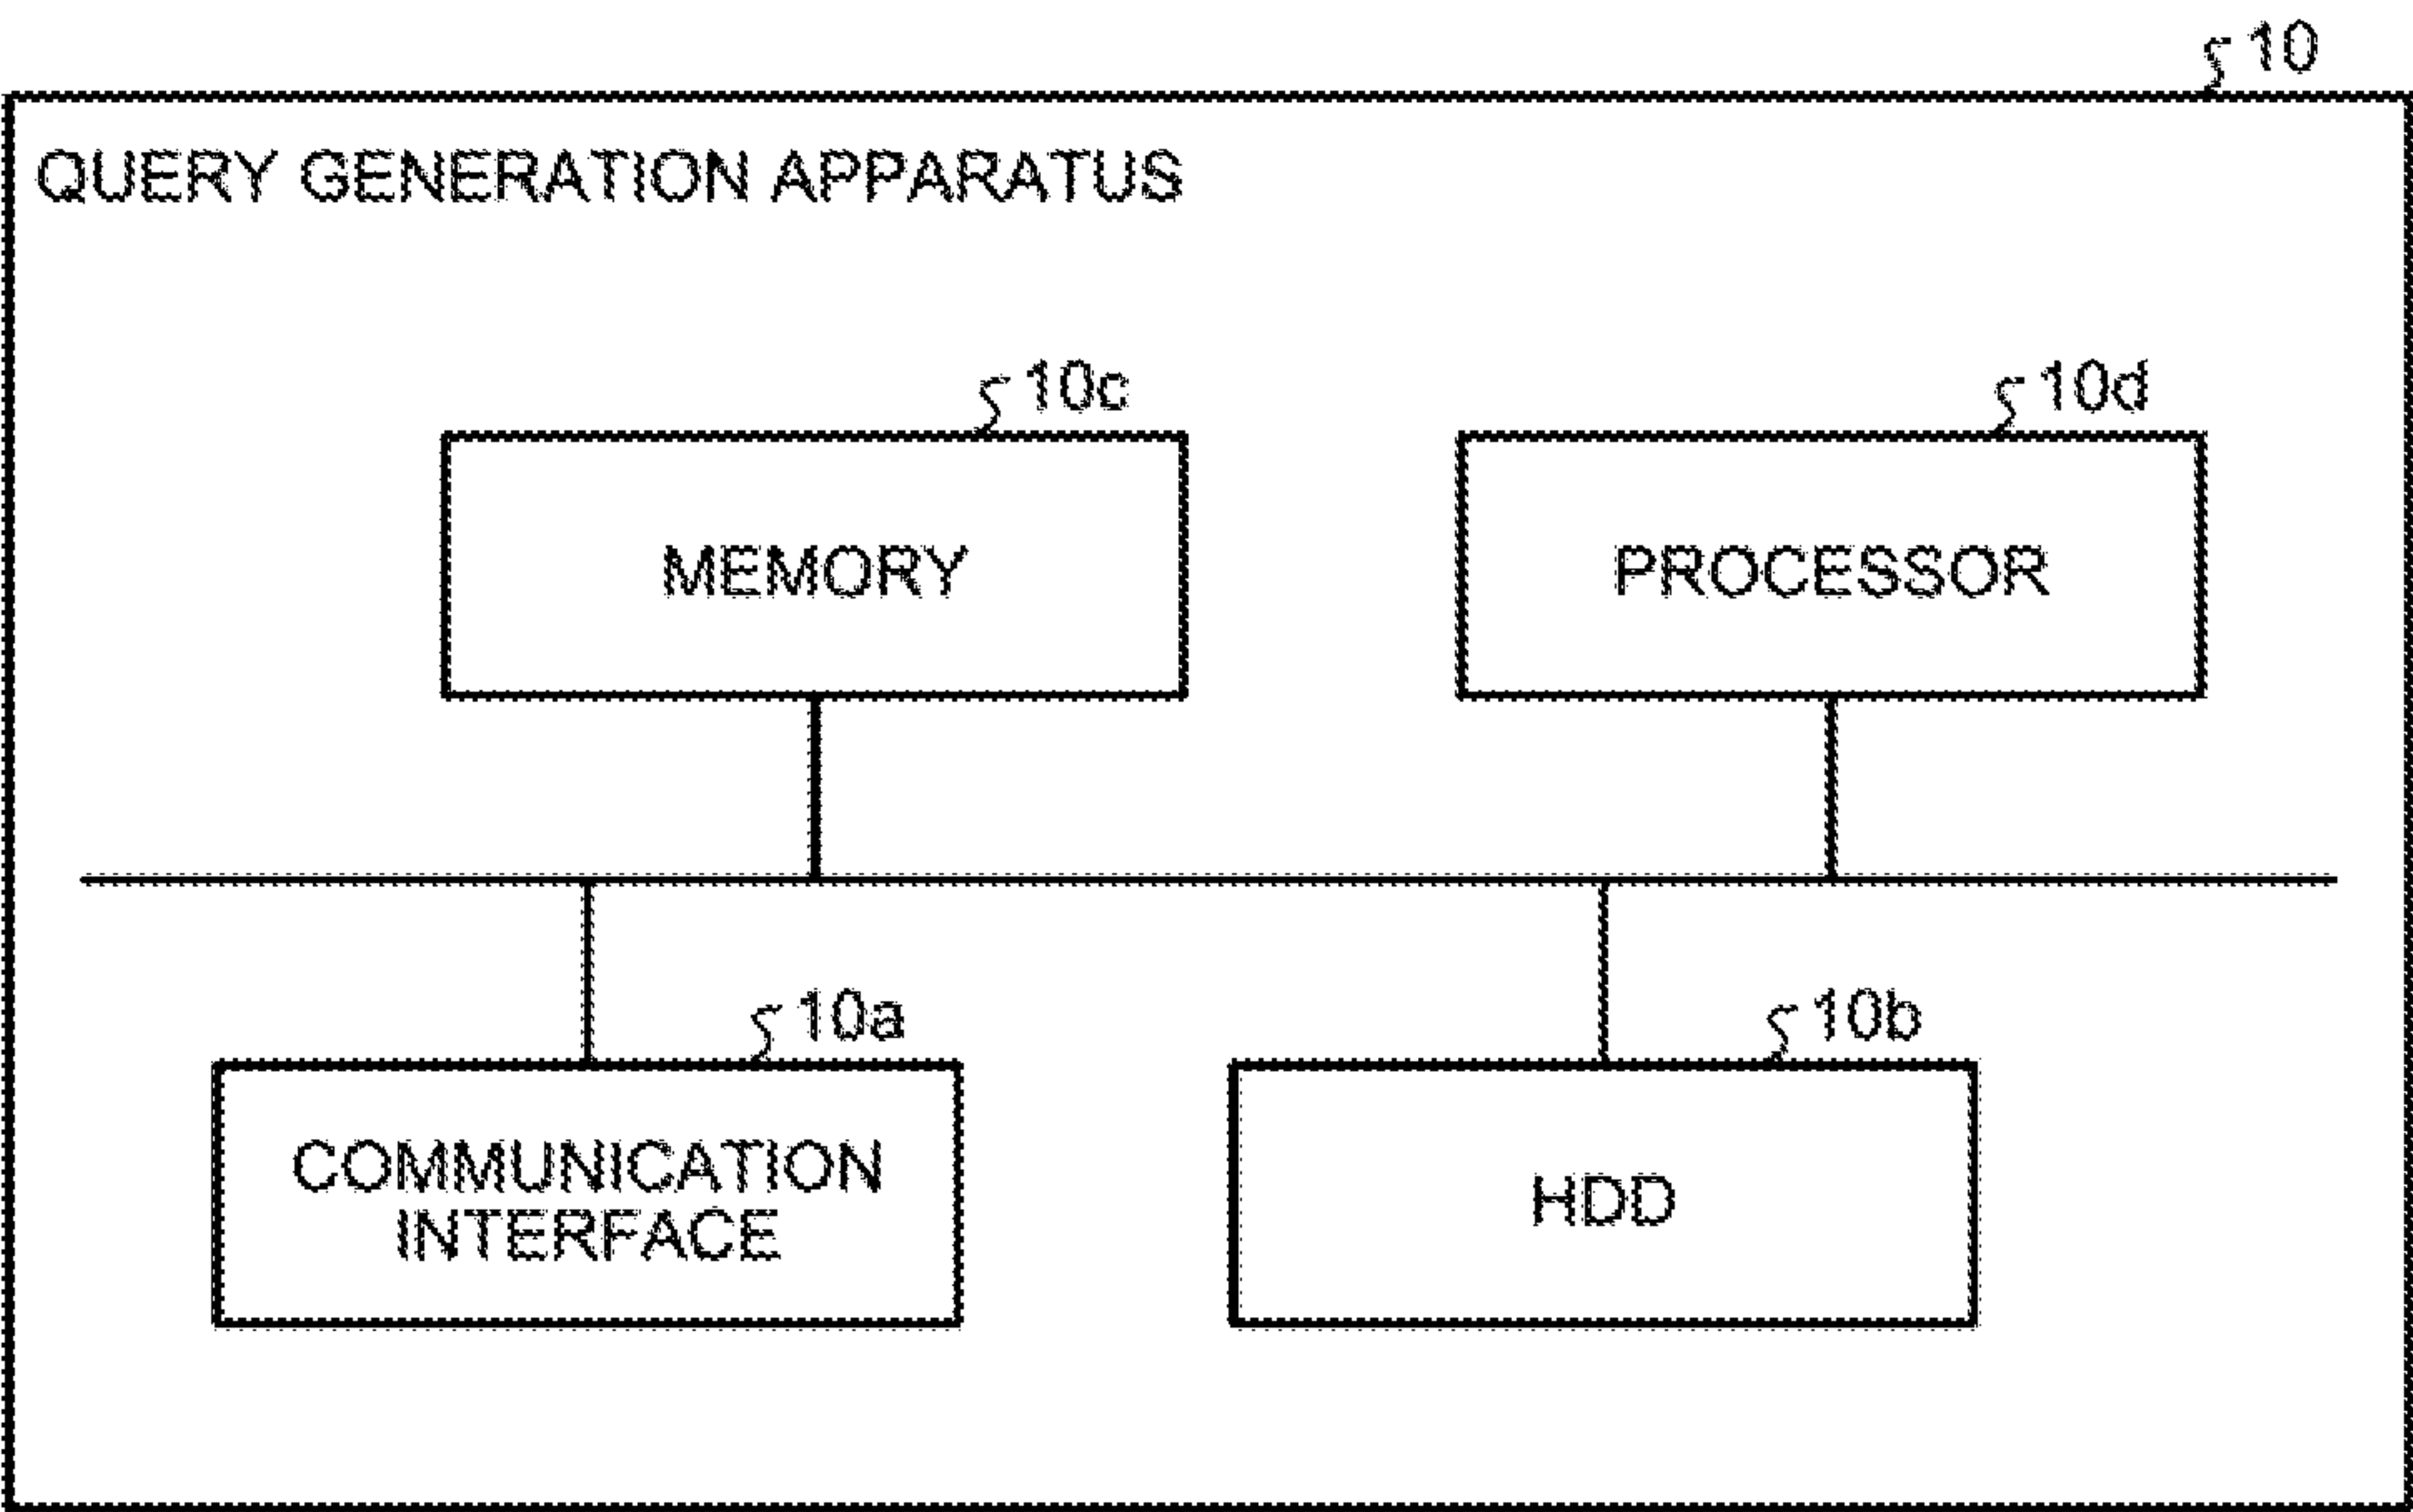 10
QUERY GENERATION APPARATUS
10c
10d
MEMORY
PROCESSOR
10a
10b
COMMUNICATION
INTERFACE
HDD